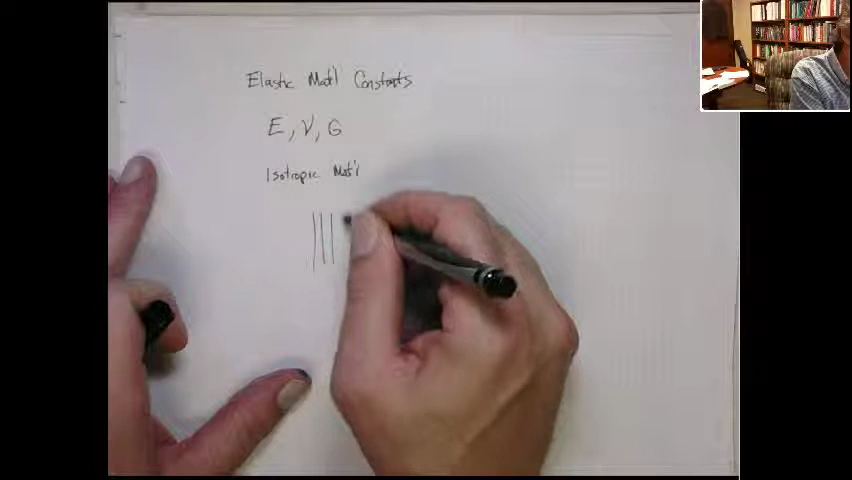 Elastic Mat'l Constants
E, ν, G
Isotropic Mat'l